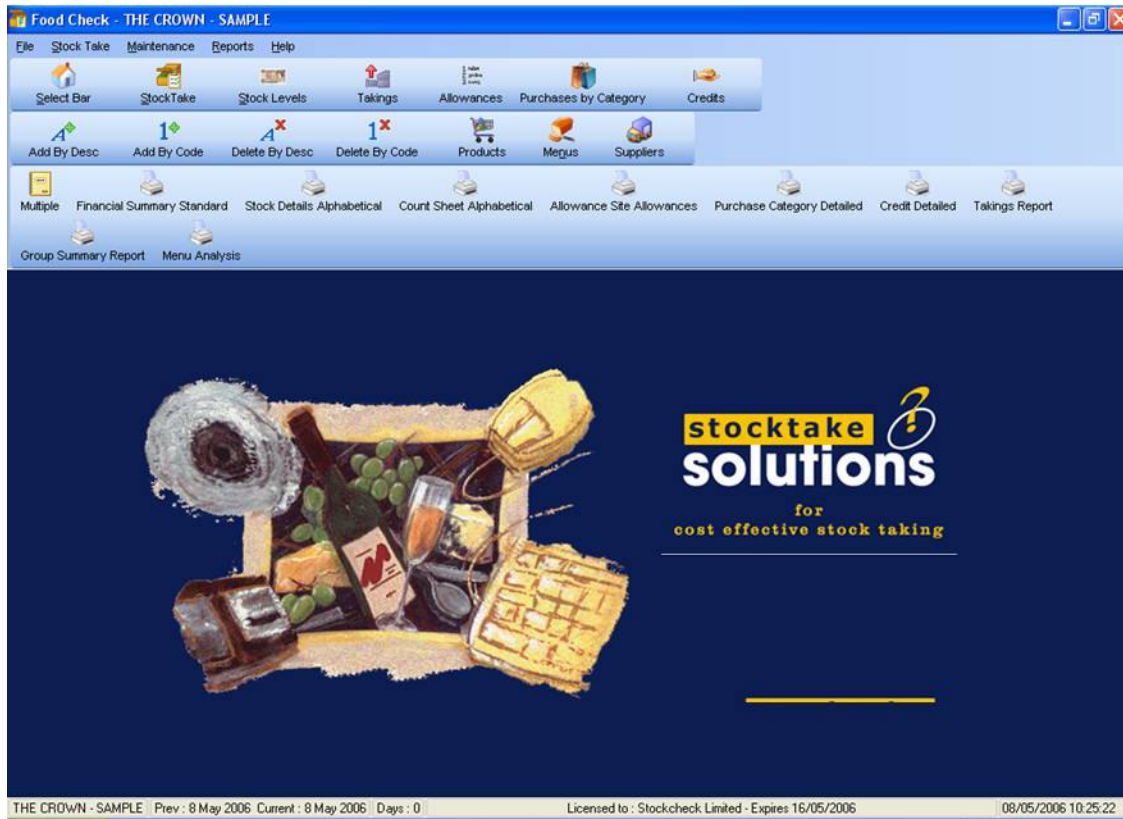 Food Check - THE CROWN - SAMPLE
File Stock Take Maintenance Reports Help
Select Bar StockTake Stock Levels Takings Allowances Purchases by Category Credits
Add By Desc Add By Code Delete By Desc Delete By Code Products Menus Suppliers
Multiple Financial Summary Standard Stock Details Alphabetical Count Sheet Alphabetical Allowance Site Allowances Purchase Category Detailed Credit Detailed Takings Report
Group Summary Report Menu Analysis
stocktake
solutions
for
cost effective stock taking
THE CROWN - SAMPLE Prev : 8 May 2006 Current : 8 May 2006 Days : 0 Licensed to : Stockcheck Limited - Expires 16/05/2006 08/05/2006 10:25:22